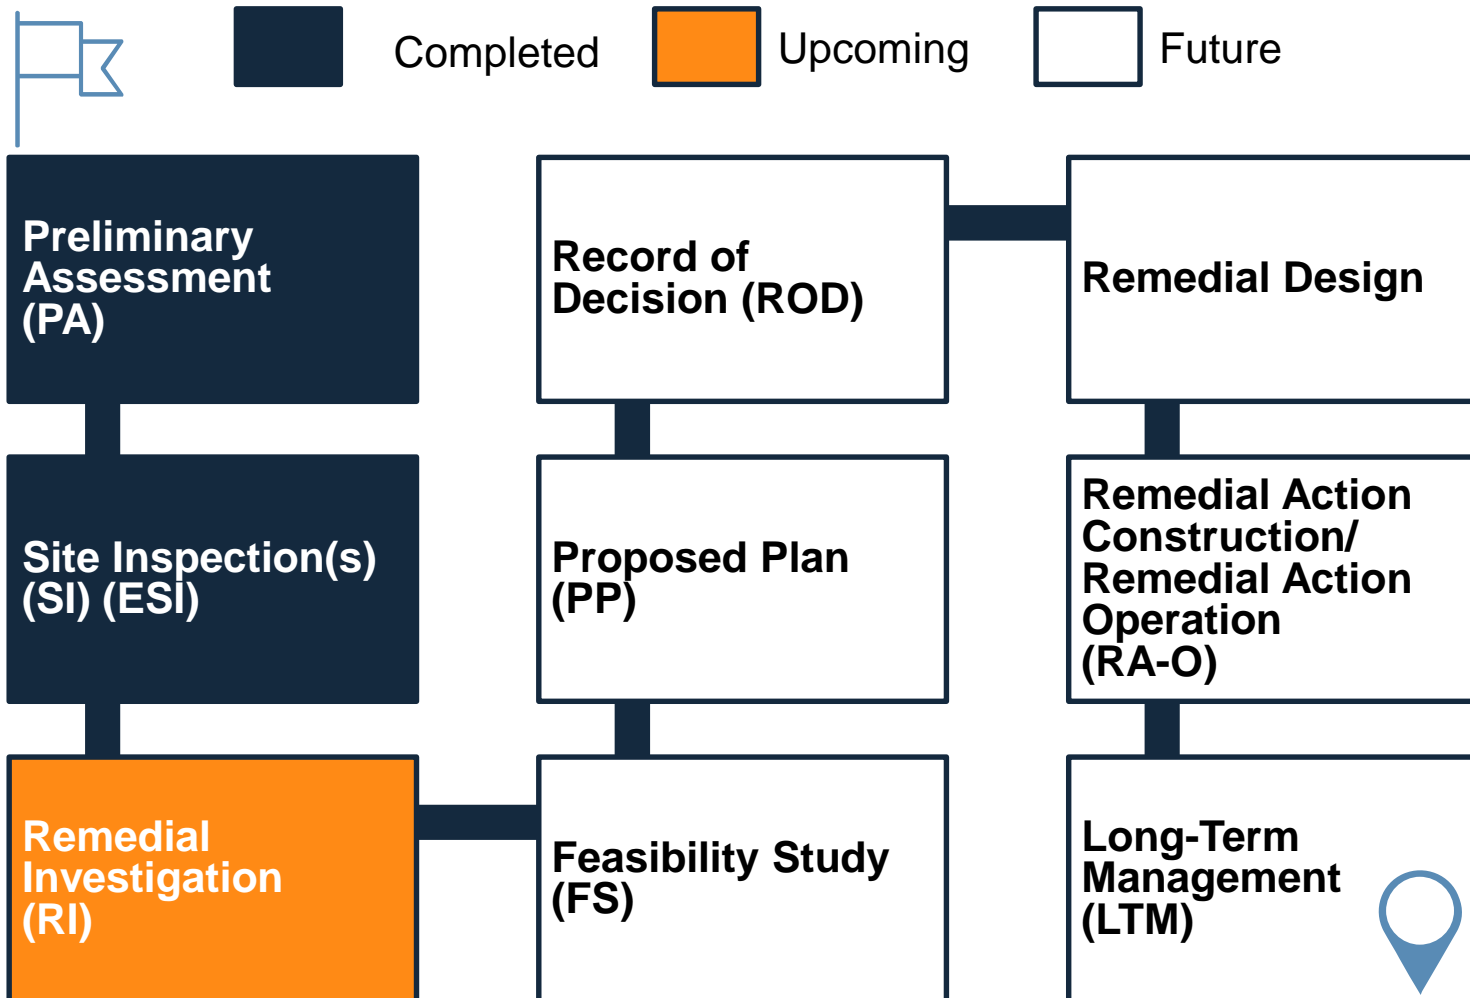 Completed
Upcoming
Future
Preliminary
Assessment
(PA)
Site Inspection(s)
(SI) (ESI)
Remedial
Investigation
(RI)
Feasibility Study
(FS)
Proposed Plan
(PP)
Record of
Decision (ROD)
Remedial Design
Remedial Action
Construction/
Remedial Action
Operation
(RA-O)
Long-Term
Management
(LTM)